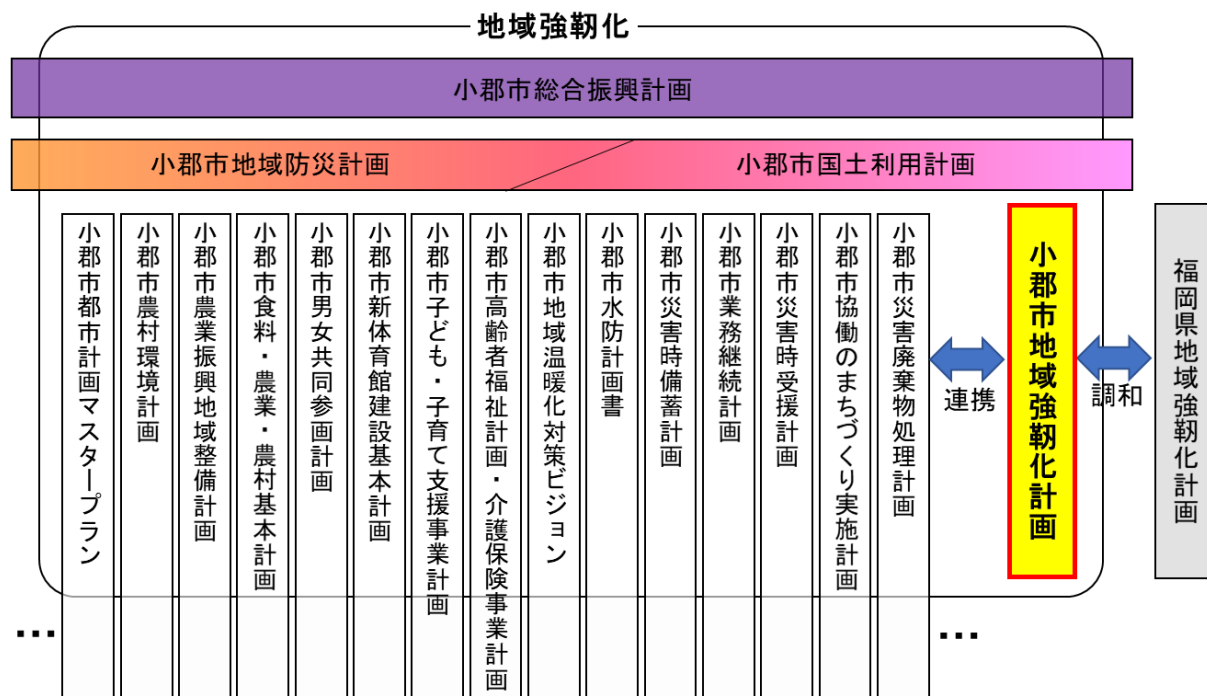 地域強靭化
小郡市総合振興計画
小郡市地域防災計画
小郡市国土利用計画
小郡市都市計画マスタープラン
小郡市農村環境計画
小郡市農業振興地域整備計画
小郡市食料・農業・農村基本計画
小郡市男女共同参画計画
小郡市新体育館建設基本計画
小郡市子ども・子育て支援事業計画
小郡市高齢者福祉計画・介護保険事業計画
小郡市地域温暖化対策ビジョン
小郡市水防計画書
小郡市災害時備蓄計画
小郡市業務継続計画
小郡市災害時受援計画
小郡市協働のまちづくり実施計画
小郡市災害廃棄物処理計画
連携
小郡市地域強靭化計画
調和
福岡県地域強靭化計画
…
…